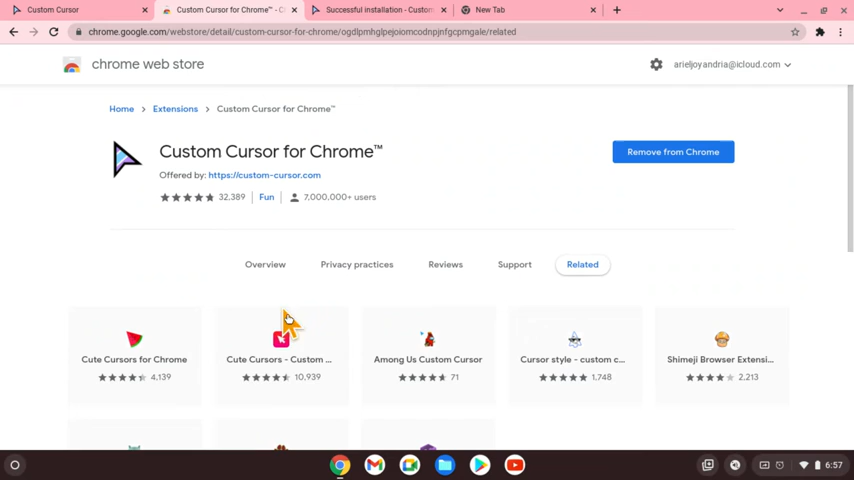 Custom Cursor
Custom Cursor for Chrome™ - C
Successful installation - Custom
New Tab
chrome.google.com/webstore/detail/custom-cursor-for-chrome/ogdlpmhglpejoiomcodnpjnfgcpmgale/related
chrome web store
arieljoyandria@icloud.com
Home > Extensions > Custom Cursor for Chrome™
Custom Cursor for Chrome™
Remove from Chrome
Offered by: https://custom-cursor.com
32,389 | Fun | 7,000,000+ users
Overview Privacy practices Reviews Support Related
Cute Cursors for Chrome
Cute Cursors - Custom ...
Among Us Custom Cursor
Cursor style - custom c...
Shimeji Browser Extensi...
4,139
10,939
71
1,748
2,213
6:57